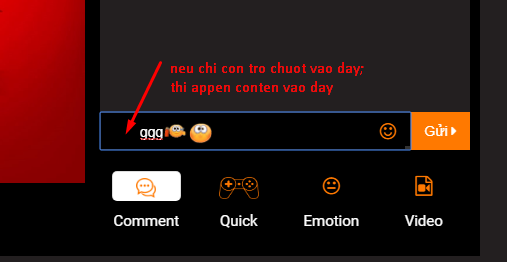 neu chi con tro chuot vao day;
thi appen conten vao day
ggg
Gửi
Comment Quick Emotion Video